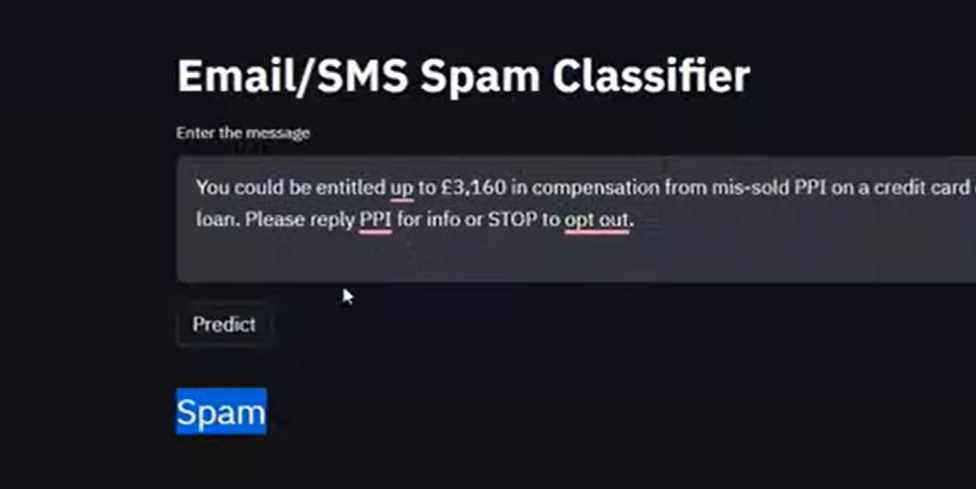 Email/SMS Spam Classifier
Enter the message
You could be entitled up to £3,160 in compensation from mis-sold PPI on a credit card
loan. Please reply PPI for info or STOP to opt out.
Predict
Spam